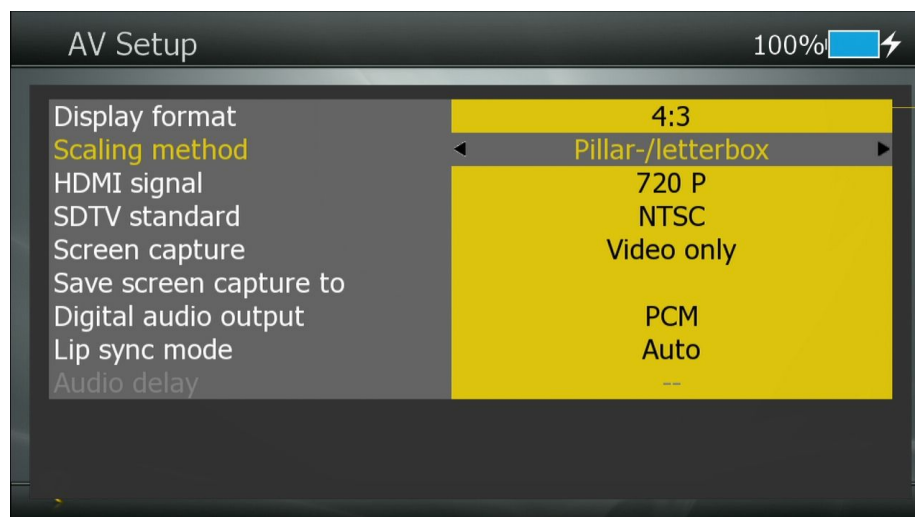 AV Setup 100%
Display format 4:3
Scaling method Pillar-/letterbox
HDMI signal 720 P
SDTV standard NTSC
Screen capture Video only
Save screen capture to
Digital audio output PCM
Lip sync mode Auto
Audio delay --